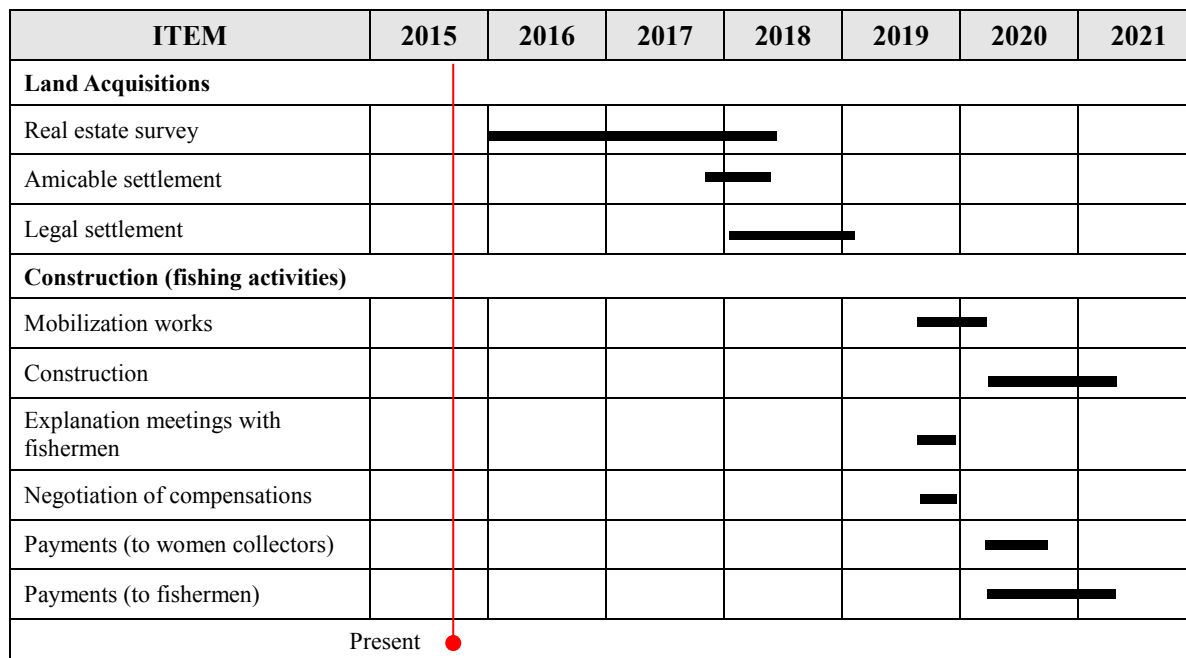 ITEM 2015 2016 2017 2018 2019 2020 2021
Land Acquisitions
Real estate survey
Amicable settlement
Legal settlement
Construction (fishing activities)
Mobilization works
Construction
Explanation meetings with
fishermen
Negotiation of compensations
Payments (to women collectors)
Payments (to fishermen)
Present